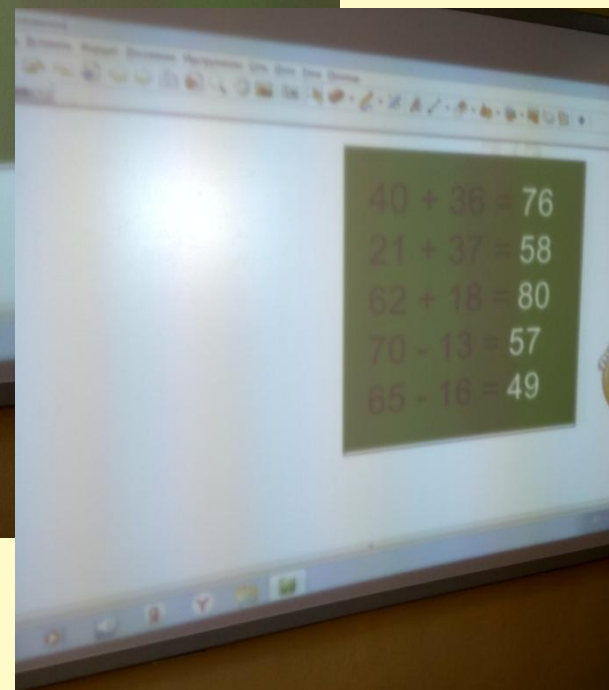 40 + 36 = 76
21 + 37 = 58
62 + 18 = 80
70 - 13 = 57
65 - 16 = 49